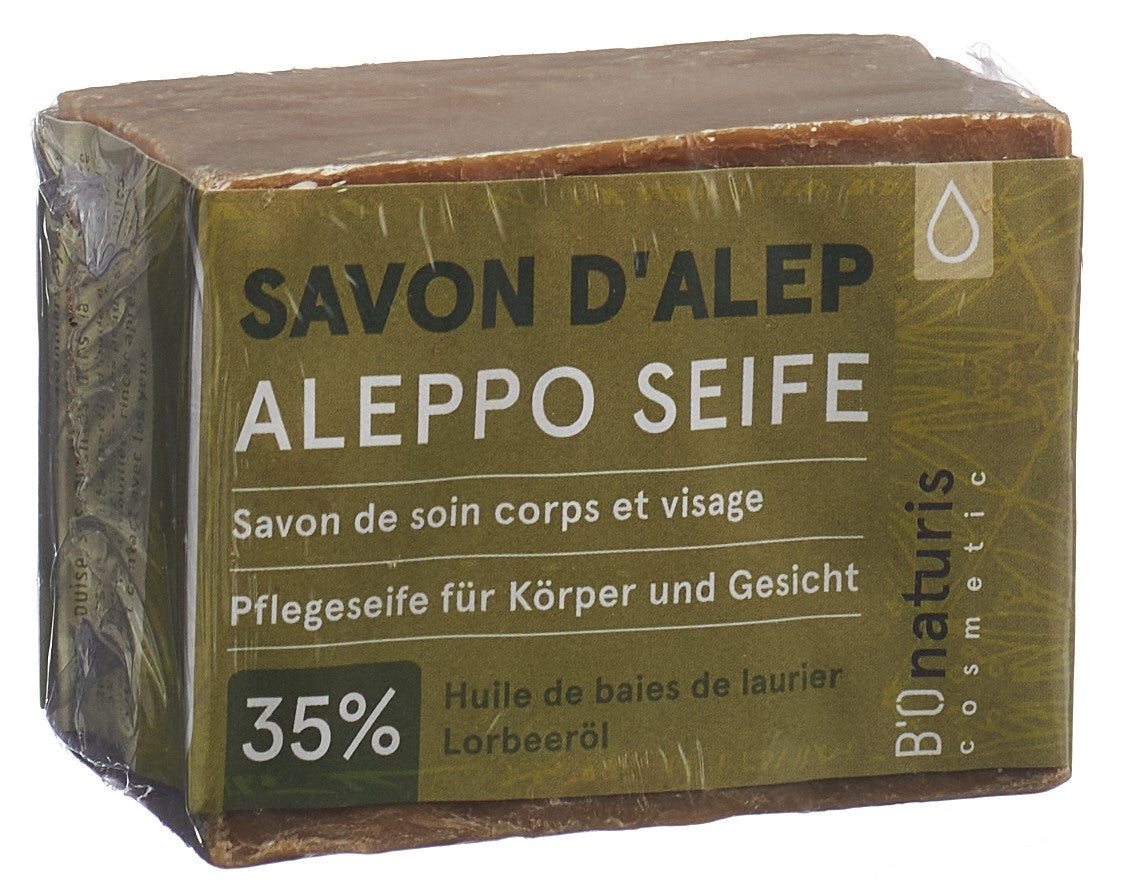 SAVON D'ALEP
ALEPPO SEIFE
Savon de soin corps et visage
Pflegeseife für Körper und Gesicht
35%
Huile de baies de laurier
Lorbeeröl
B'O naturis
cosmetic